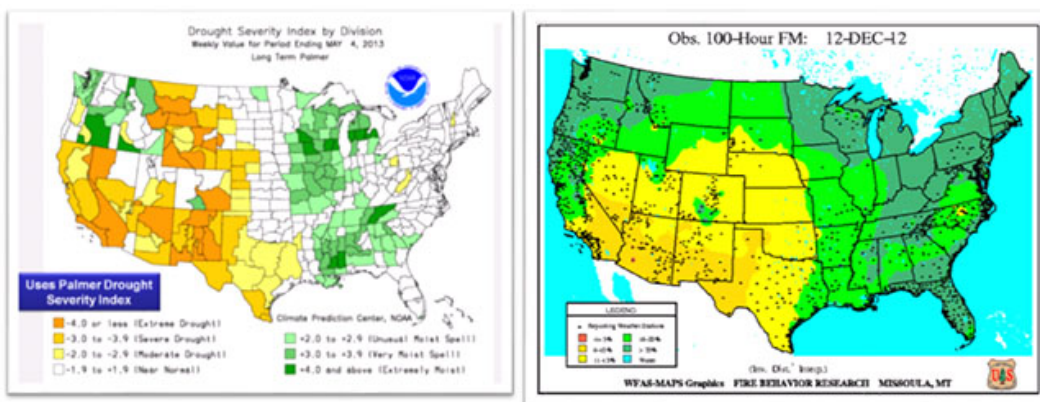 Drought Severity Index by Division
Weekly Value for Period Ending MAY 4, 2013
Long Term Palmer
Uses Palmer Drought
Severity Index
Climate Prediction Center, NOAA
-4.0 or less (Extreme Drought)
-3.0 to -3.9 (Severe Drought)
-2.0 to -2.9 (Moderate Drought)
-1.9 to +1.9 (Near Normal)
+2.0 to +2.9 (Unusual Moist Spell)
+3.0 to +3.9 (Very Moist Spell)
+4.0 and above (Extremely Moist)
Obs. 100-Hour FM: 12-DEC-12
LEGEND
Reporting Weather Stations
Water
(Inv. Dist.² Interp.)
WFAS-MAPS Graphics FIRE BEHAVIOR RESEARCH MISSOULA, MT